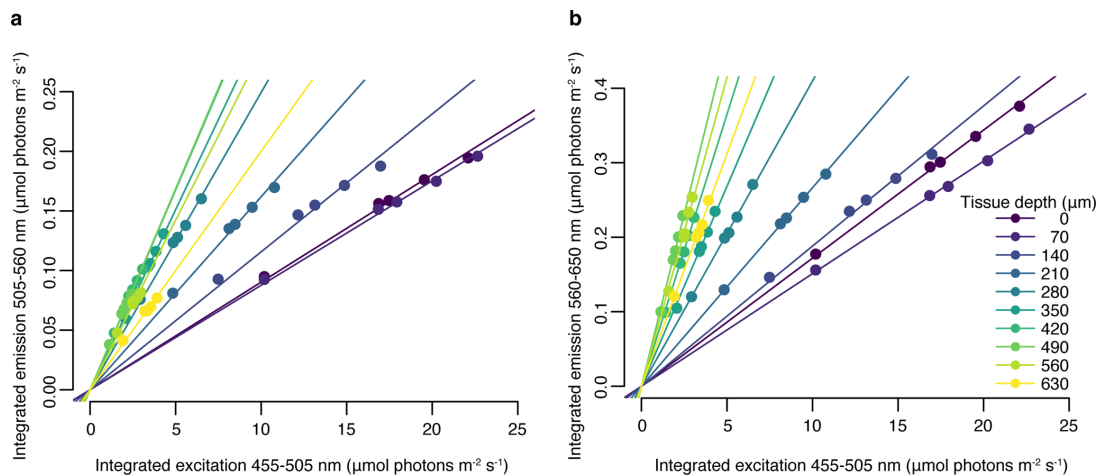 a
Integrated emission 505-560 nm (µmol photons m⁻² s⁻¹)
0.25
0.20
0.15
0.10
0.05
0.00
0 5 10 15 20 25
Integrated excitation 455-505 nm (µmol photons m⁻² s⁻¹)
b
Integrated emission 560-650 nm (µmol photons m⁻² s⁻¹)
0.4
0.3
0.2
0.1
0.0
Tissue depth (µm)
0
70
140
210
280
350
420
490
560
630
0 5 10 15 20 25
Integrated excitation 455-505 nm (µmol photons m⁻² s⁻¹)